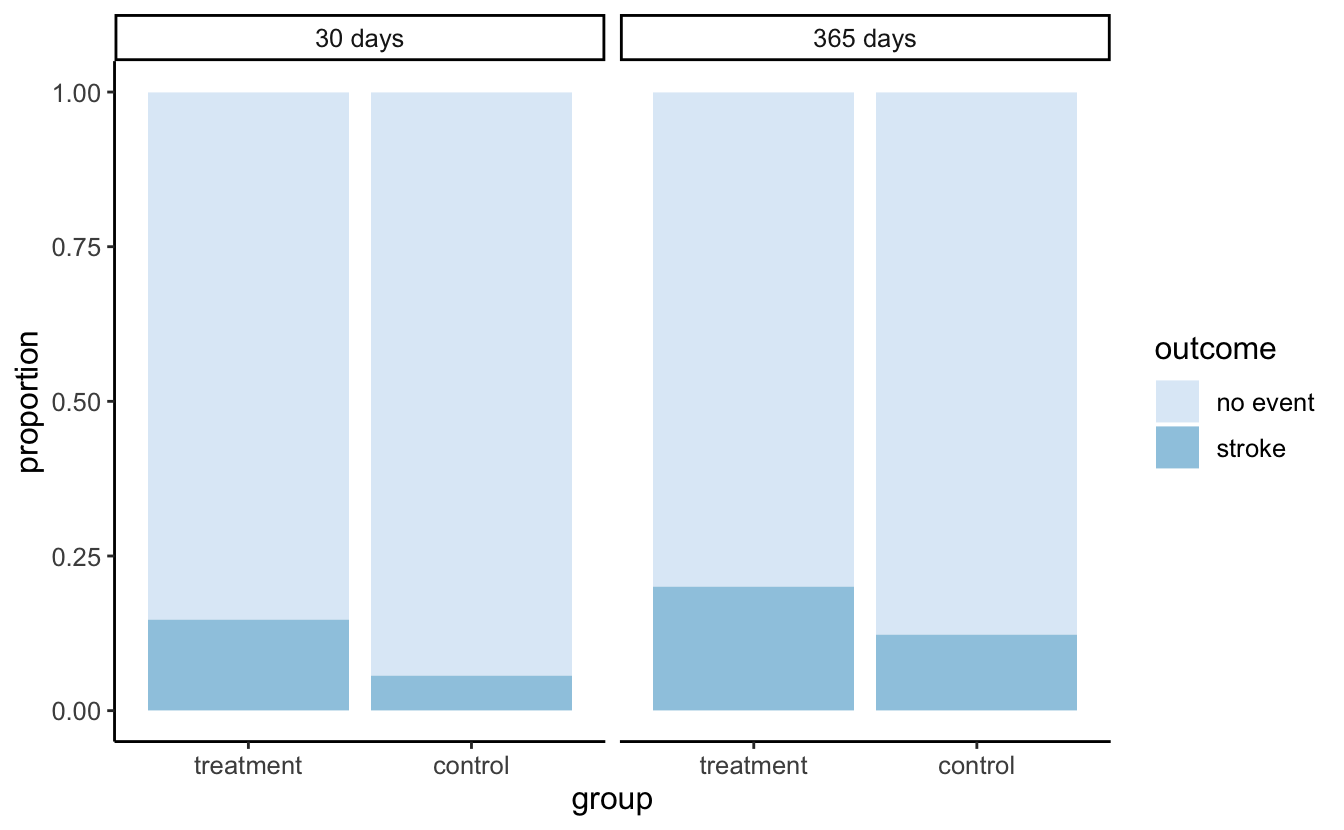 30 days
365 days
1.00
0.75
0.50
0.25
0.00
proportion
treatment
control
treatment
control
group
outcome
no event
stroke